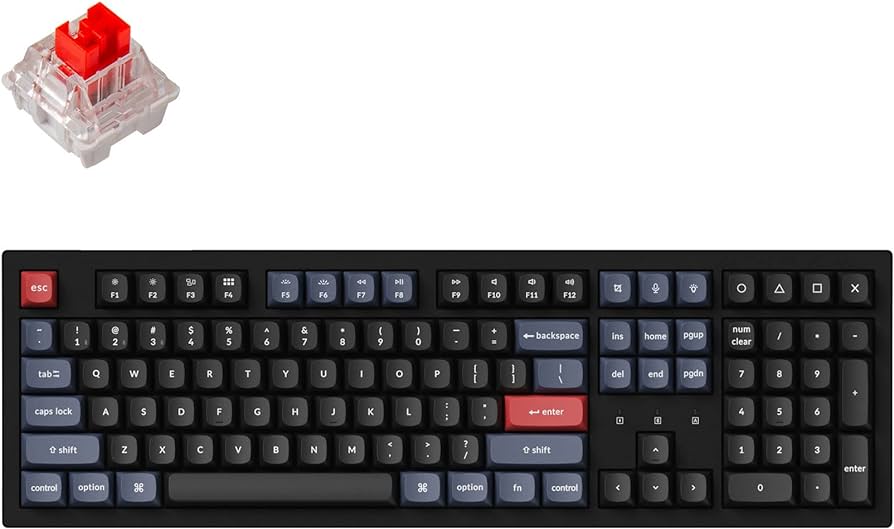 esc F1 F2 F3 F4 F5 F6 F7 F8 F9 F10 F11 F12
~ ! @ # $ % ^ & * ( ) — + backspace ins home pgup num clear / * -
` 1 2 3 4 5 6 7 8 9 0 - =
tab Q W E R T Y U I O P { } | del end pgdn 7 8 9 +
[ ] \
caps lock A S D F G H J K L : " enter 4 5 6
; '
shift Z X C V B N M < > ? shift 1 2 3 enter
, . /
control option ⌘ ⌘ option fn control 0 .